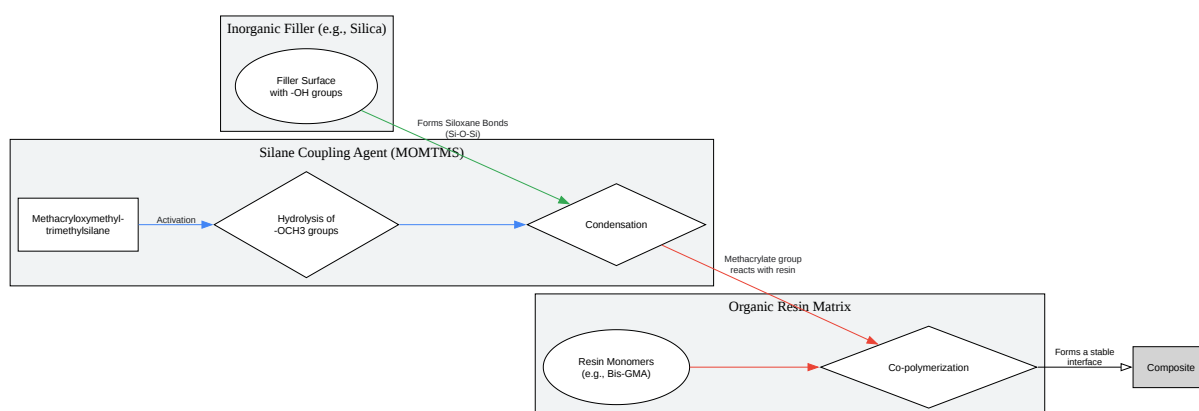 Inorganic Filler (e.g., Silica)
Filler Surface
with -OH groups
Forms Siloxane Bonds
(Si-O-Si)
Silane Coupling Agent (MOMTMS)
Methacryloxymethyl-
trimethylsilane
Activation
Hydrolysis of
-OCH3 groups
Condensation
Methacrylate group
reacts with resin
Organic Resin Matrix
Resin Monomers
(e.g., Bis-GMA)
Co-polymerization
Forms a stable
interface
Composite